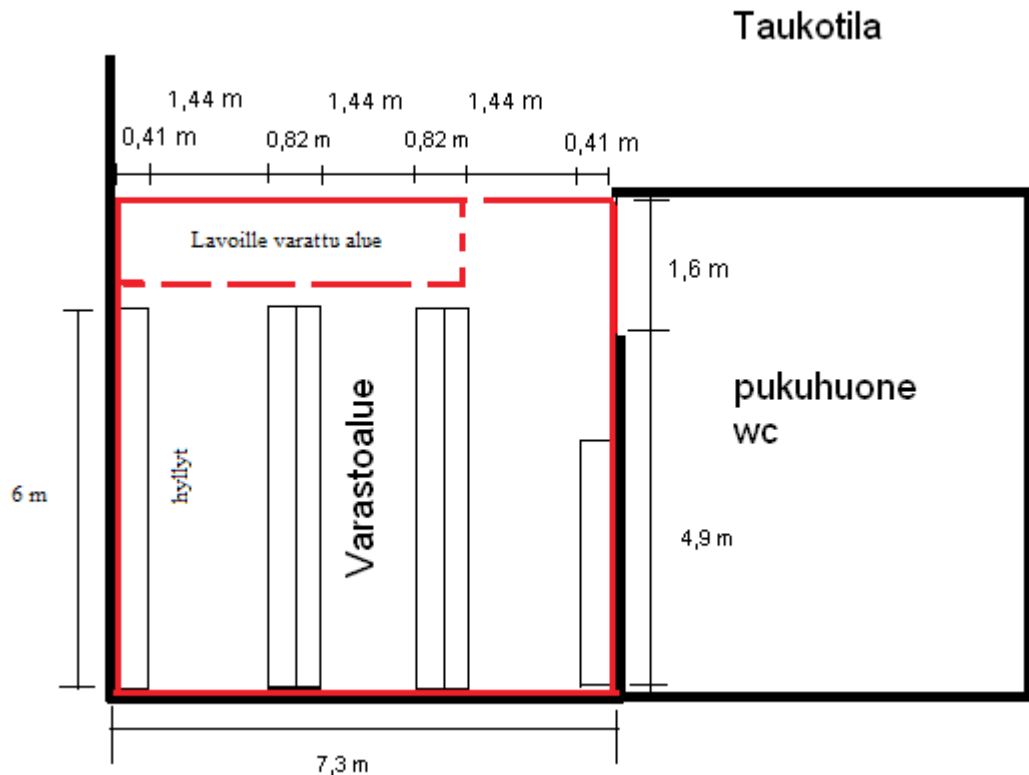 Taukotila
1,44 m
1,44 m
1,44 m
0,41 m
0,82 m
0,82 m
0,41 m
Lavoille varattu alue
1,6 m
hyllyt
Varastoalue
pukuhuone
wc
6 m
4,9 m
7,3 m